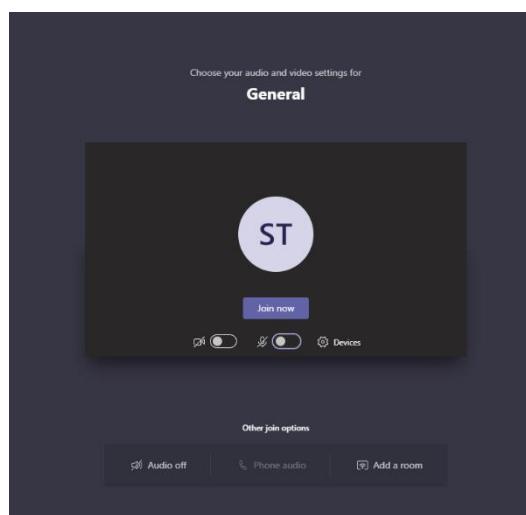 Choose your audio and video settings for
General
ST
Join now
Devices
Other join options
Audio off
Phone audio
Add a room